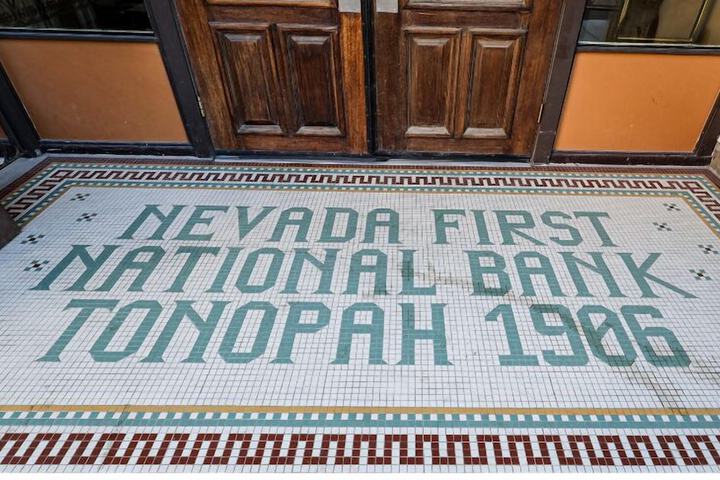 NEVADA FIRST
NATIONAL BANK
TONOPAH 1906